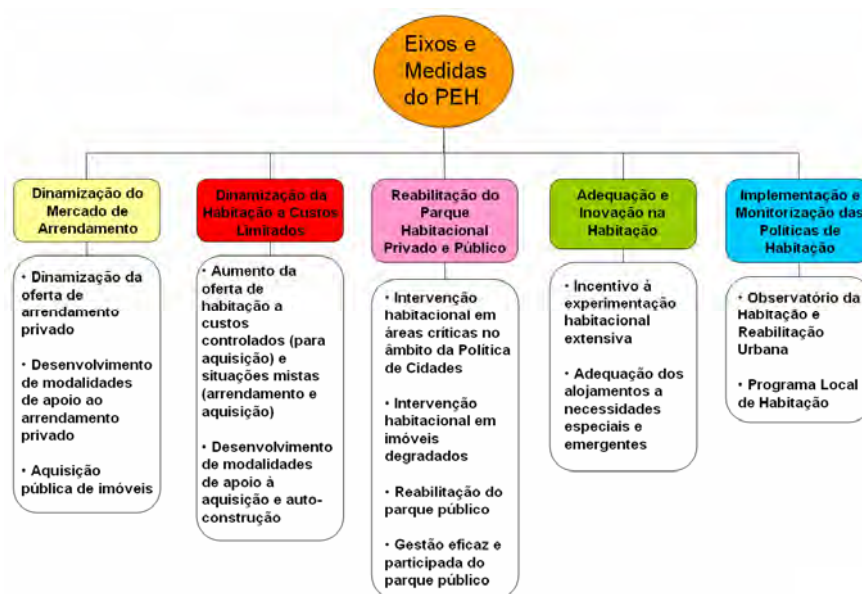 Eixos e
Medidas
do PEH
Dinamização do
Mercado de
Arrendamento
• Dinamização da
oferta de
arrendamento
privado
• Desenvolvimento
de modalidades
de apoio ao
arrendamento
privado
• Aquisição
pública de imóveis
Dinamização da
Habitação a Custos
Limitados
• Aumento da
oferta de
habitação a
custos
controlados (para
aquisição) e
situações mistas
(arrendamento e
aquisição)
• Desenvolvimento
de modalidades
de apoio à
aquisição e auto-
construção
Reabilitação do
Parque
Habitacional
Privado e Público
• Intervenção
habitacional em
áreas críticas no
âmbito da Política
de Cidades
• Intervenção
habitacional em
imóveis
degradados
• Reabilitação do
parque público
• Gestão eficaz e
participada do
parque público
Adequação e
Inovação na
Habitação
• Incentivo à
experimentação
habitacional
extensiva
• Adequação dos
alojamentos a
necessidades
especiais e
emergentes
Implementação e
Monitorização das
Políticas de
Habitação
• Observatório da
Habitação e
Reabilitação
Urbana
• Programa Local
de Habitação